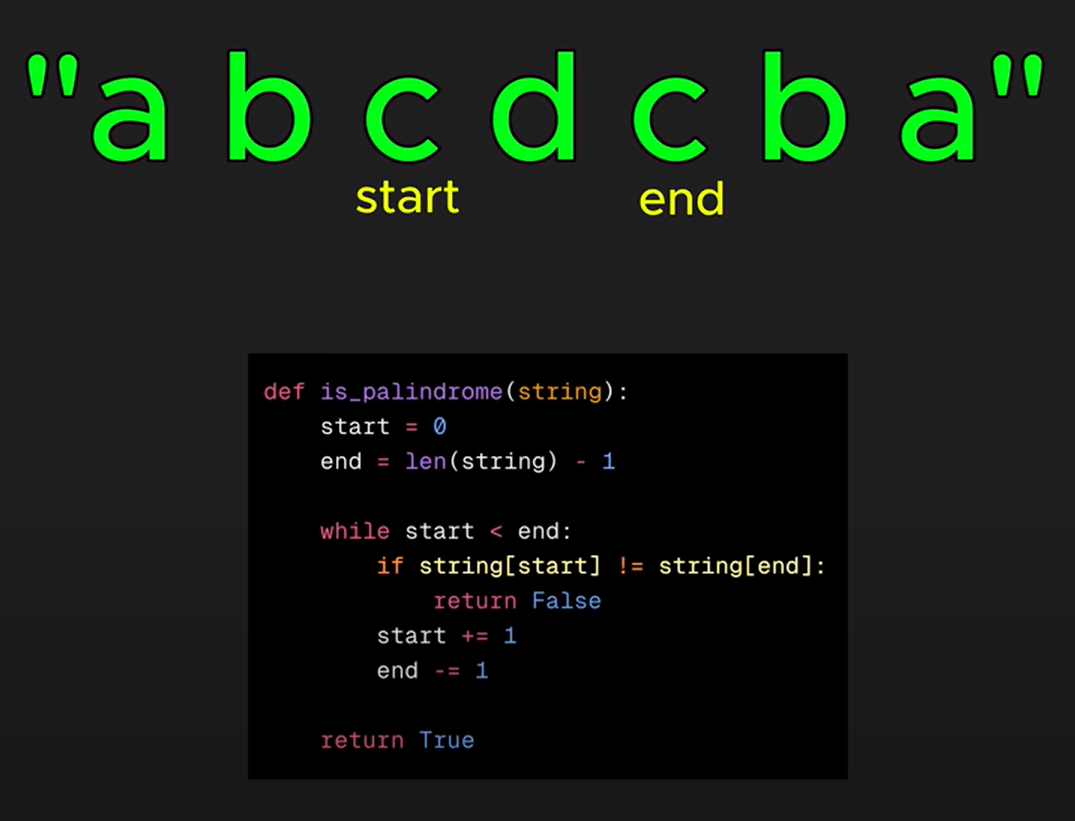 "a b c d c b a"
start end
def is_palindrome(string):
    start = 0
    end = len(string) - 1
    while start < end:
        if string[start] != string[end]:
            return False
        start += 1
        end -= 1
    return True